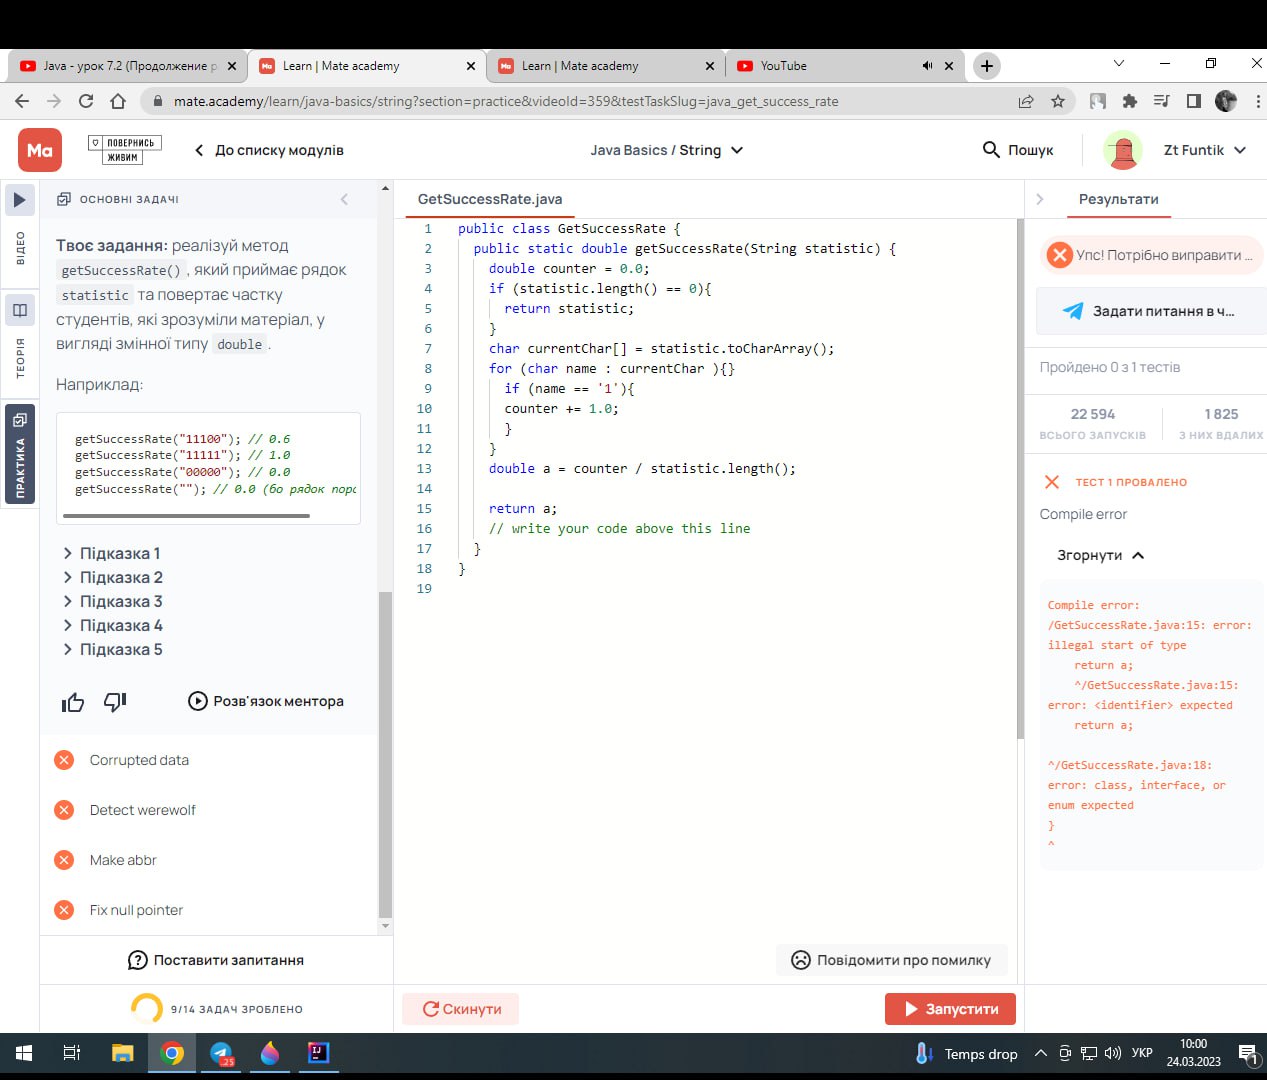 Java - урок 7.2 (Продолжение р
Learn | Mate academy
Learn | Mate academy
YouTube
mate.academy/learn/java-basics/string?section=practice&videoId=359&testTaskSlug=java_get_success_rate
Ma
ПОВЕРНИСЬ
ЖИВИМ
До списку модулів
Java Basics / String
Пошук
Zt Funtik
ВІДЕО
ТЕОРІЯ
ПРАКТИКА
ОСНОВНІ ЗАДАЧІ
Твоє задання: реалізуй метод
getSuccessRate() , який приймає рядок
statistic та повертає частку
студентів, які зрозуміли матеріал, у
вигляді змінної типу double .
Наприклад:
getSuccessRate("11100"); // 0.6
getSuccessRate("11111"); // 1.0
getSuccessRate("00000"); // 0.0
getSuccessRate(""); // 0.0 (бо рядок поро
Підказка 1
Підказка 2
Підказка 3
Підказка 4
Підказка 5
Розв'язок ментора
Corrupted data
Detect werewolf
Make abbr
Fix null pointer
Поставити запитання
9/14 ЗАДАЧ ЗРОБЛЕНО
GetSuccessRate.java
1 public class GetSuccessRate {
2 public static double getSuccessRate(String statistic) {
3 double counter = 0.0;
4 if (statistic.length() == 0){
5 return statistic;
6 }
7 char currentChar[] = statistic.toCharArray();
8 for (char name : currentChar ){}
9 if (name == '1'){
10 counter += 1.0;
11 }
12 }
13 double a = counter / statistic.length();
14
15 return a;
16 // write your code above this line
17 }
18 }
19
Повідомити про помилку
Скинути
Запустити
Результати
Упс! Потрібно виправити ...
Задати питання в ч...
Пройдено 0 з 1 тестів
22 594
ВСЬОГО ЗАПУСКІВ
1 825
З НИХ ВДАЛИХ
ТЕСТ 1 ПРОВАЛЕНО
Compile error
Згорнути
Compile error:
/GetSuccessRate.java:15: error:
illegal start of type
return a;
^/GetSuccessRate.java:15:
error: <identifier> expected
return a;
^/GetSuccessRate.java:18:
error: class, interface, or
enum expected
}
^
Temps drop
УКР
10:00
24.03.2023
1